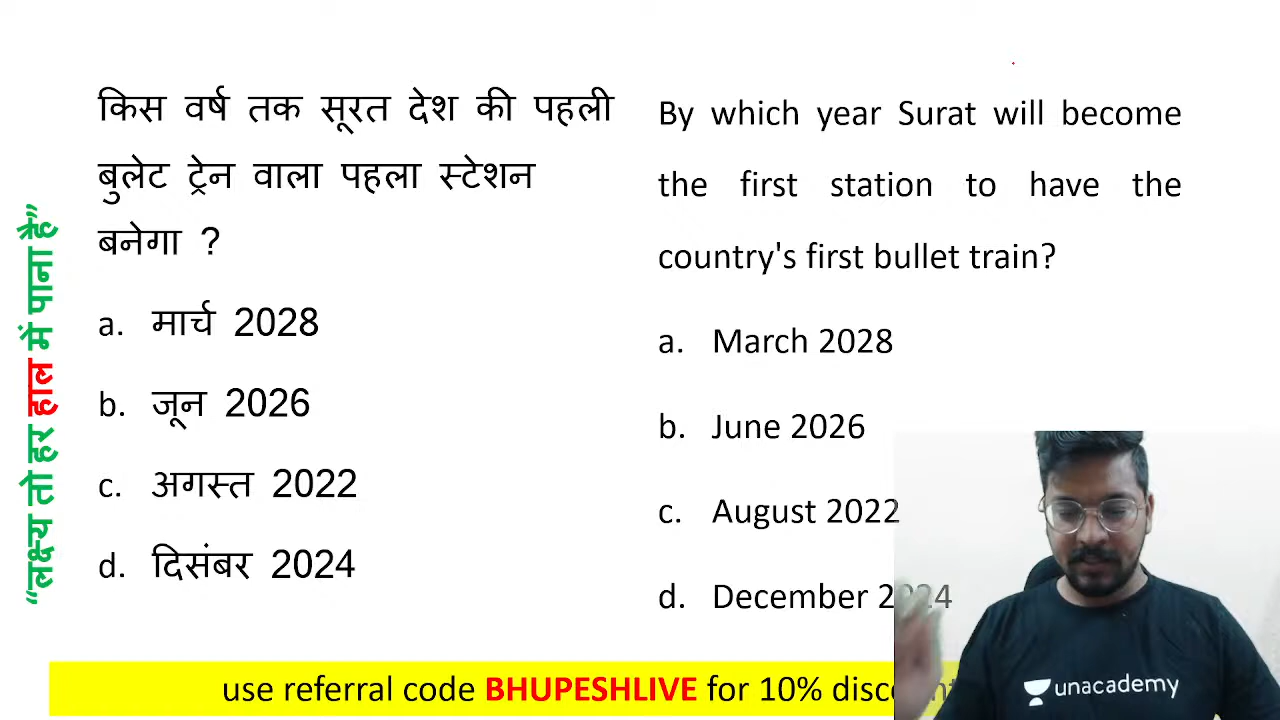 "लक्ष्य तो हर हाल में पाना है"
किस वर्ष तक सूरत देश की पहली
बुलेट ट्रेन वाला पहला स्टेशन
बनेगा ?
a. मार्च 2028
b. जून 2026
c. अगस्त 2022
d. दिसंबर 2024
By which year Surat will become
the first station to have the
country's first bullet train?
a. March 2028
b. June 2026
c. August 2022
d. December 2024
use referral code BHUPESHLIVE for 10% discount
unacademy